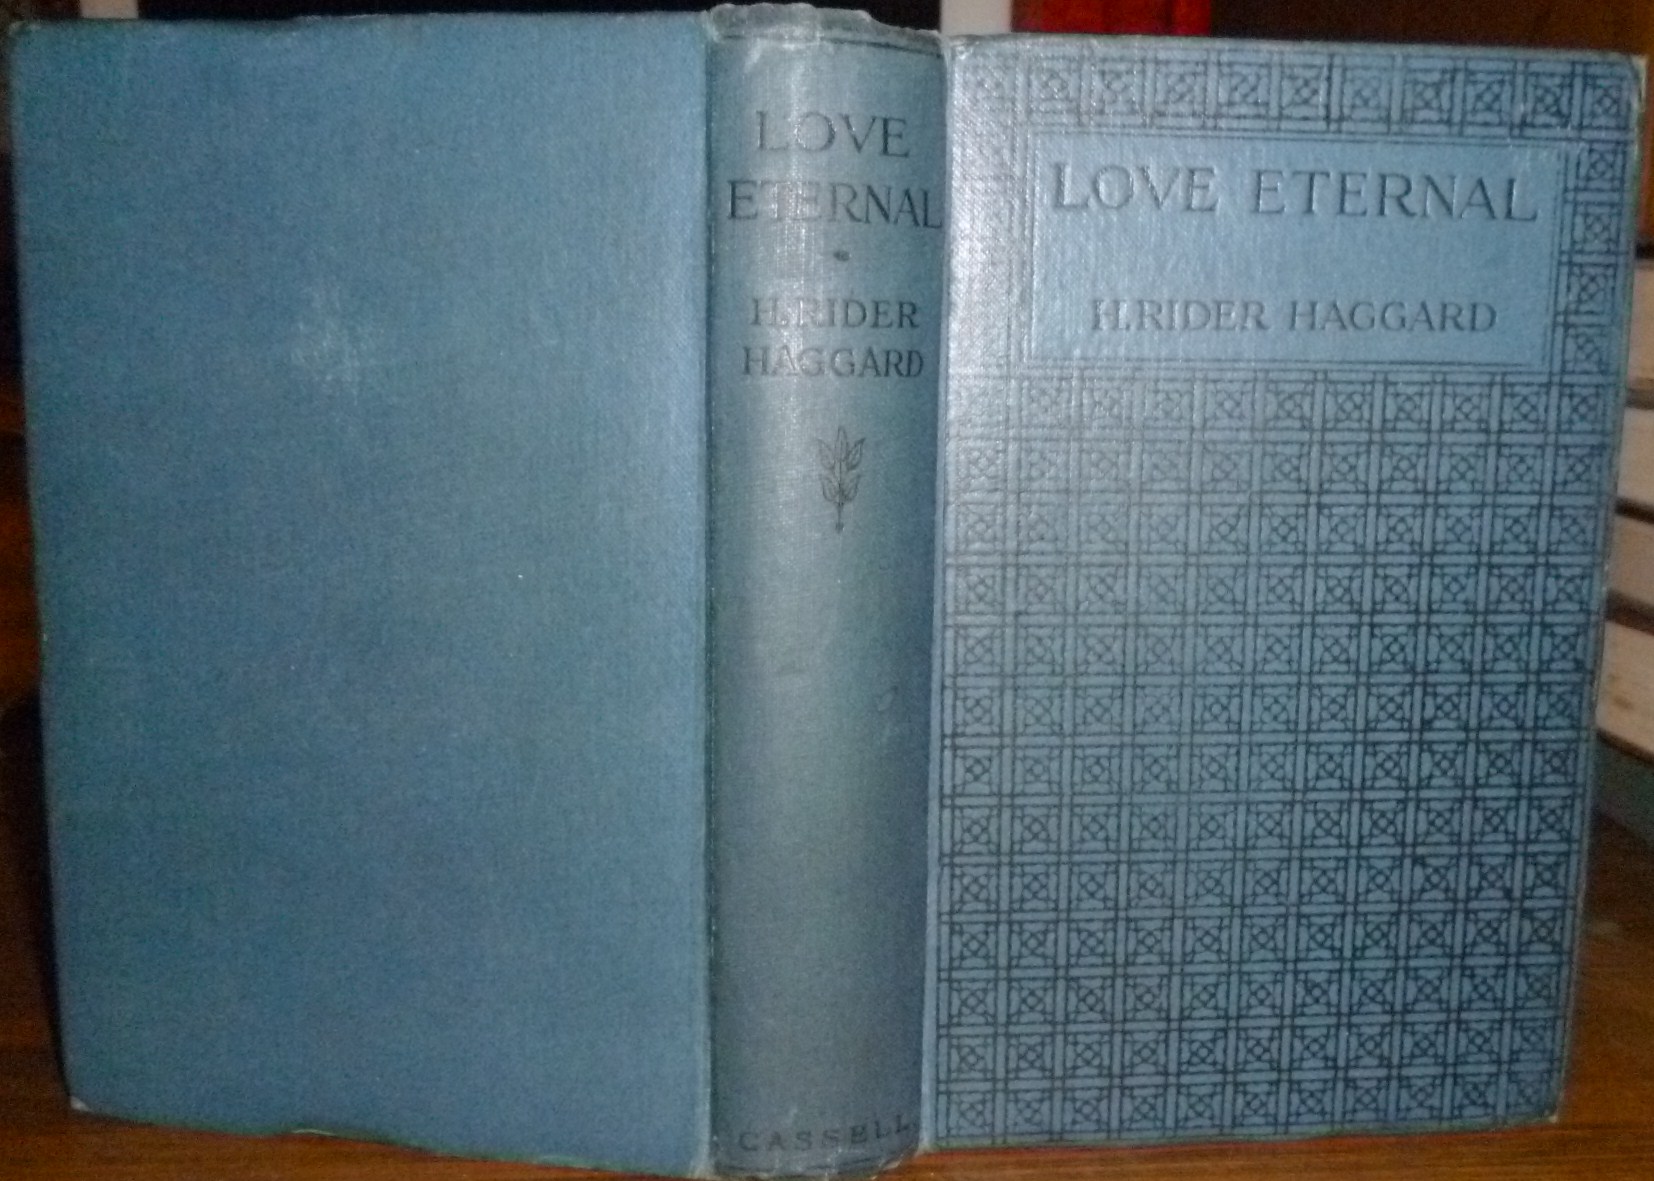 LOVE
ETERNAL
H. RIDER
HAGGARD
CASSELL
LOVE ETERNAL
H. RIDER HAGGARD